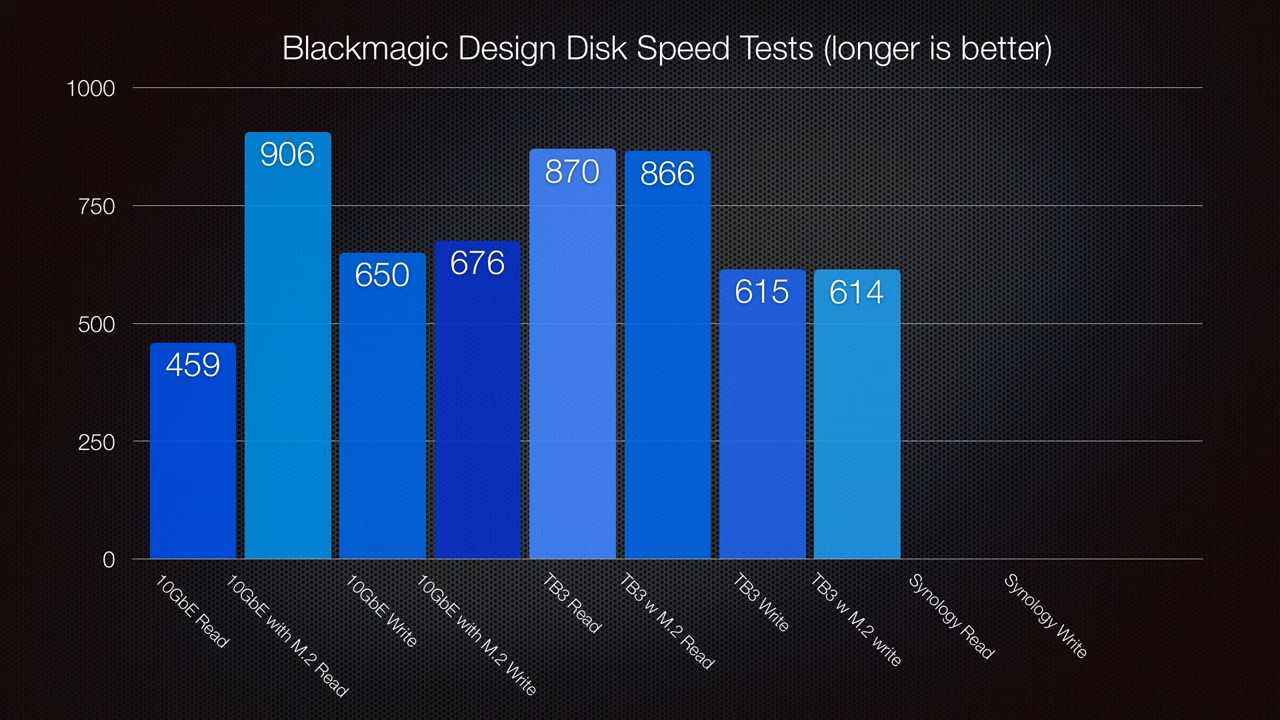 Blackmagic Design Disk Speed Tests (longer is better)
1000
750
500
250
0
459
906
650
676
870
866
615
614
10GbE Read
10GbE with M.2 Read
10GbE Write
10GbE with M.2 Write
TB3 Read
TB3 w M.2 Read
TB3 Write
TB3 w M.2 write
Synology Read
Synology Write